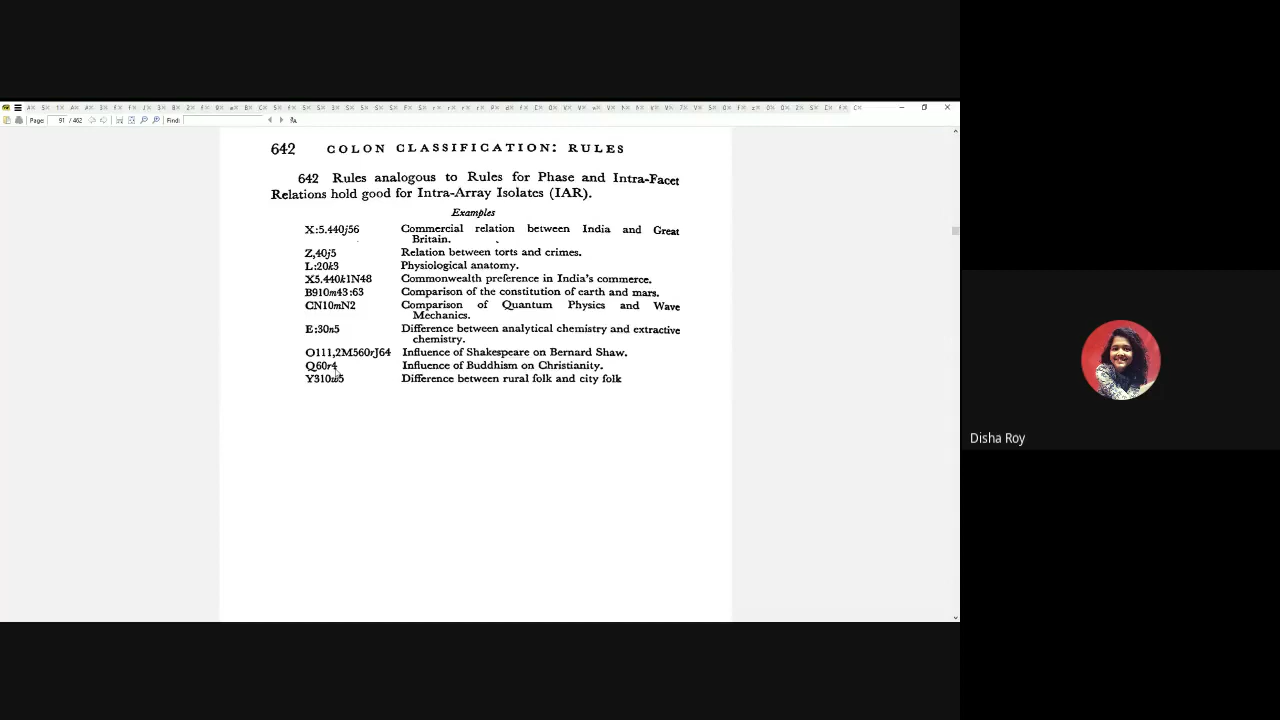 Page: 91 / 462 Find:
642 COLON CLASSIFICATION: RULES
642 Rules analogous to Rules for Phase and Intra-Facet
Relations hold good for Intra-Array Isolates (IAR).
Examples
X:5.440j56 Commercial relation between India and Great
Britain.
Z,40j5 Relation between torts and crimes.
L:20k3 Physiological anatomy.
X5.440k1N48 Commonwealth preference in India's commerce.
B910m43:63 Comparison of the constitution of earth and mars.
CN10mN2 Comparison of Quantum Physics and Wave
Mechanics.
E:30n5 Difference between analytical chemistry and extractive
chemistry.
O111,2M560rJ64 Influence of Shakespeare on Bernard Shaw.
Q60r4 Influence of Buddhism on Christianity.
Difference between rural folk and city folk
Disha Roy